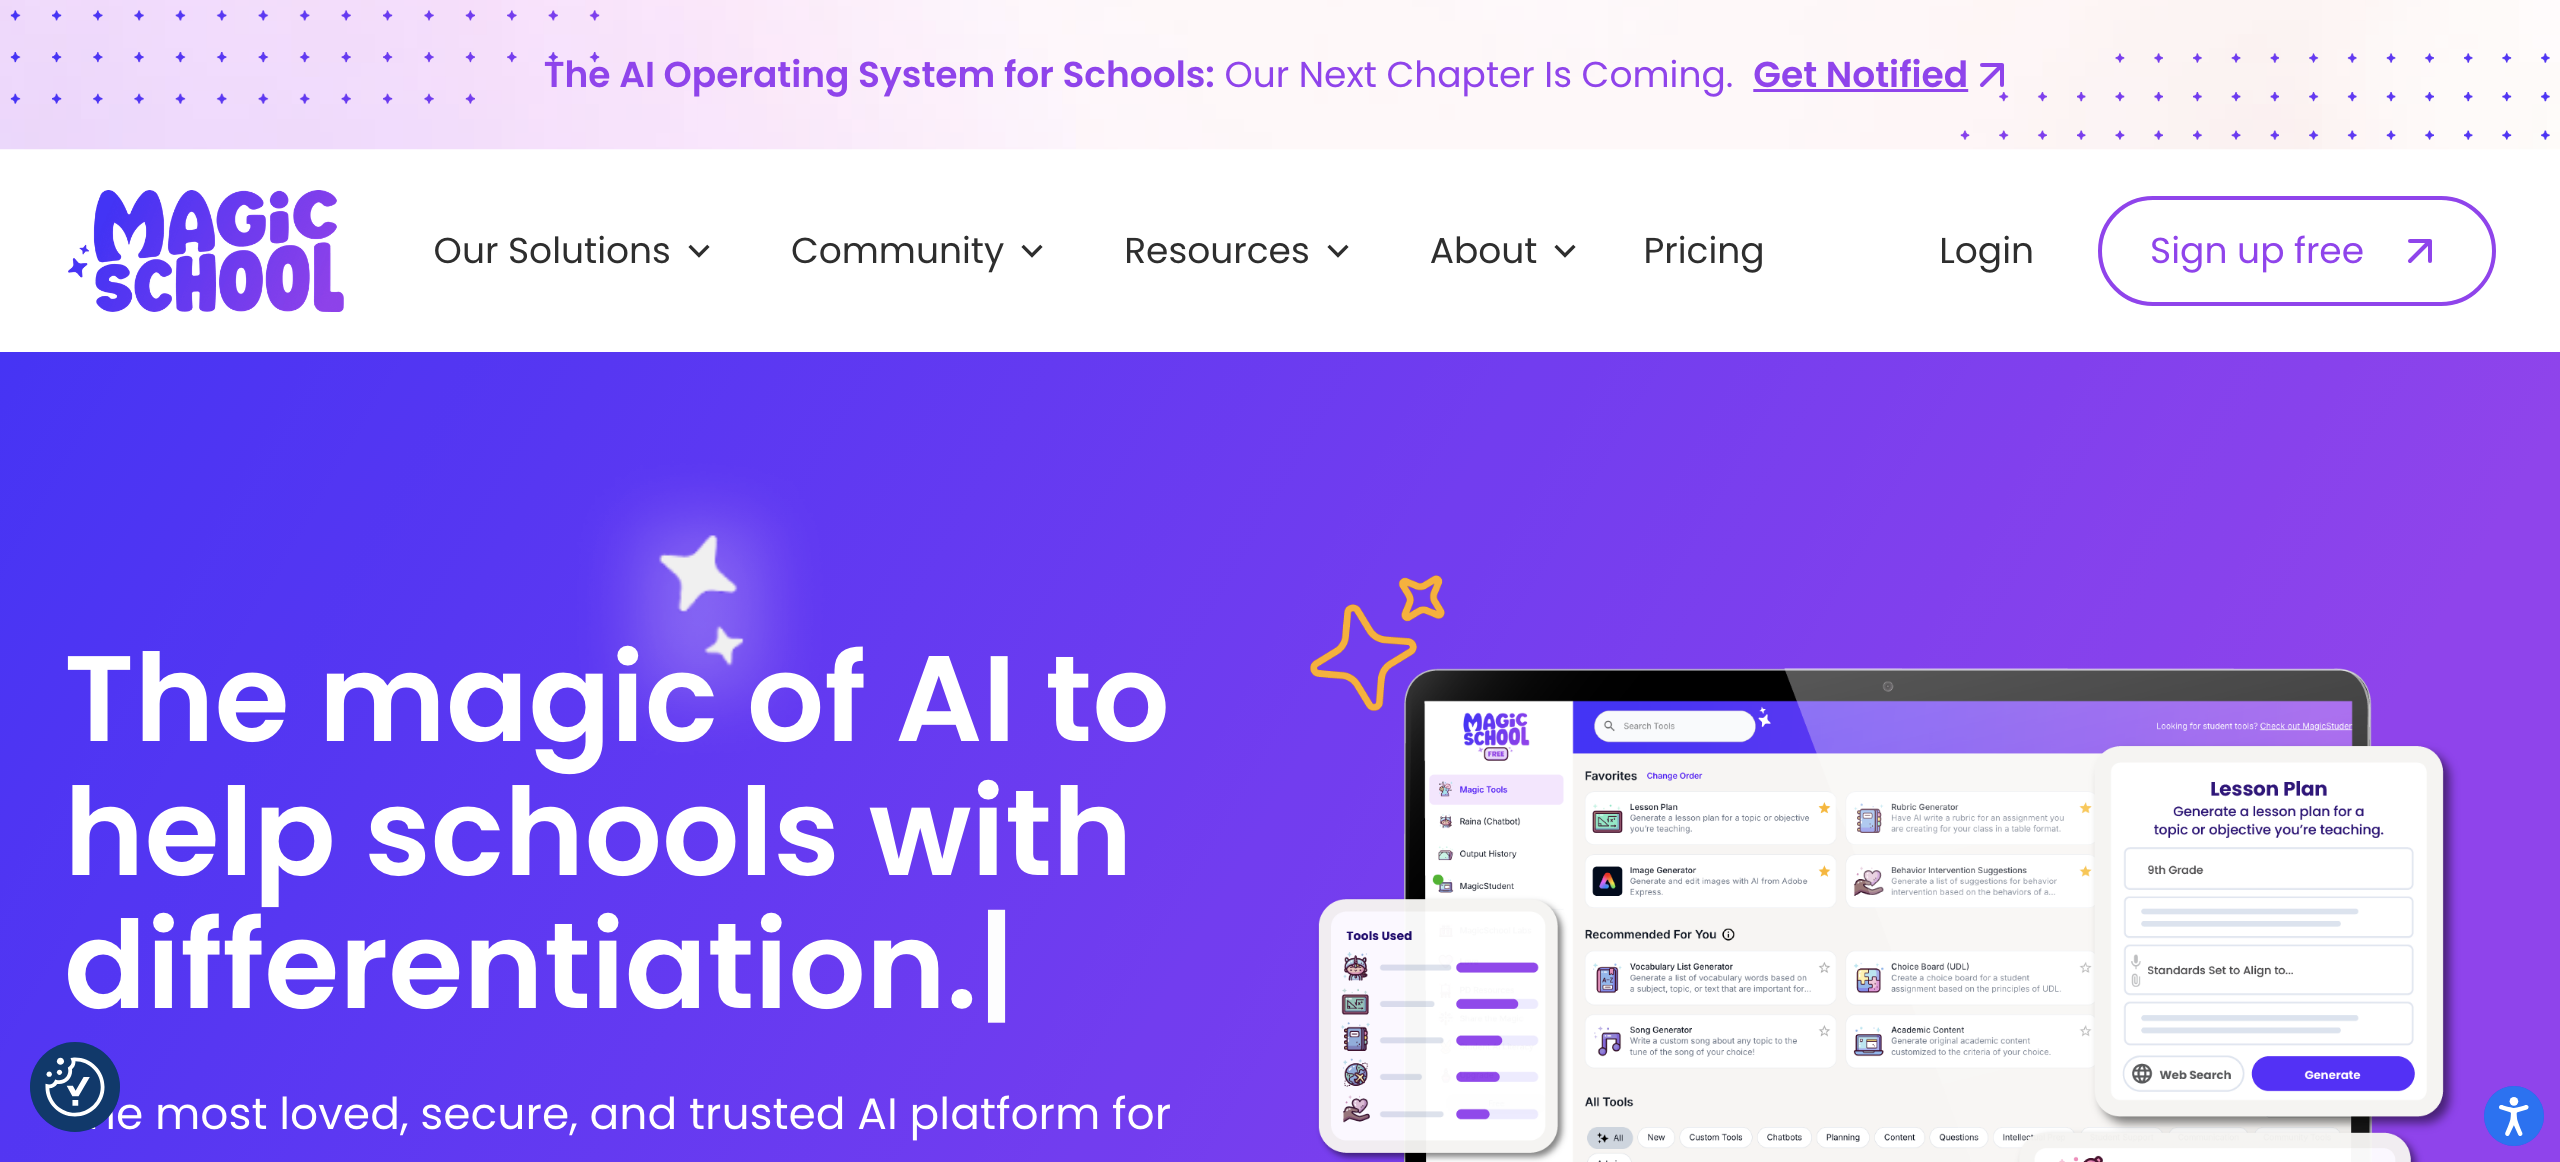 The AI Operating System for Schools: Our Next Chapter Is Coming. Get Notified
MAGiC
SCHOOL
Our Solutions
Community
Resources
About
Pricing
Login
Sign up free
The magic of AI to
help schools with
differentiation.|
most loved, secure, and trusted AI platform for
MAGiC
SCHOOL
FREE
Search Tools
Looking for student tools? Check out
Magic Tools
Raina (Chatbot)
Output History
MagicStudent
Favorites
Change Order
Lesson Plan
Generate a lesson plan for a topic or objective
you're teaching.
Rubric Generator
Have AI write a rubric for an assignment you
are creating for your class in a table format.
Image Generator
Generate and edit images with AI from Adobe
Express.
Behavior Intervention Suggestions
Generate a list of suggestions for behavior
intervention based on the behaviors of a...
Recommended For You
Vocabulary List Generator
Generate a list of vocabulary words based on
a subject, topic, or text that are important for...
Choice Board (UDL)
Create a choice board for a student
assignment based on the principles of UDL.
Song Generator
Write a custom song about any topic to the
tune of the song of your choice!
Academic Content
Generate original academic content
customized to the criteria of your choice.
All Tools
All
New
Custom Tools
Chatbots
Planning
Content
Questions
Tools Used
Lesson Plan
Generate a lesson plan for a
topic or objective you're teaching.
9th Grade
Standards Set to Align to...
Web Search
Generate